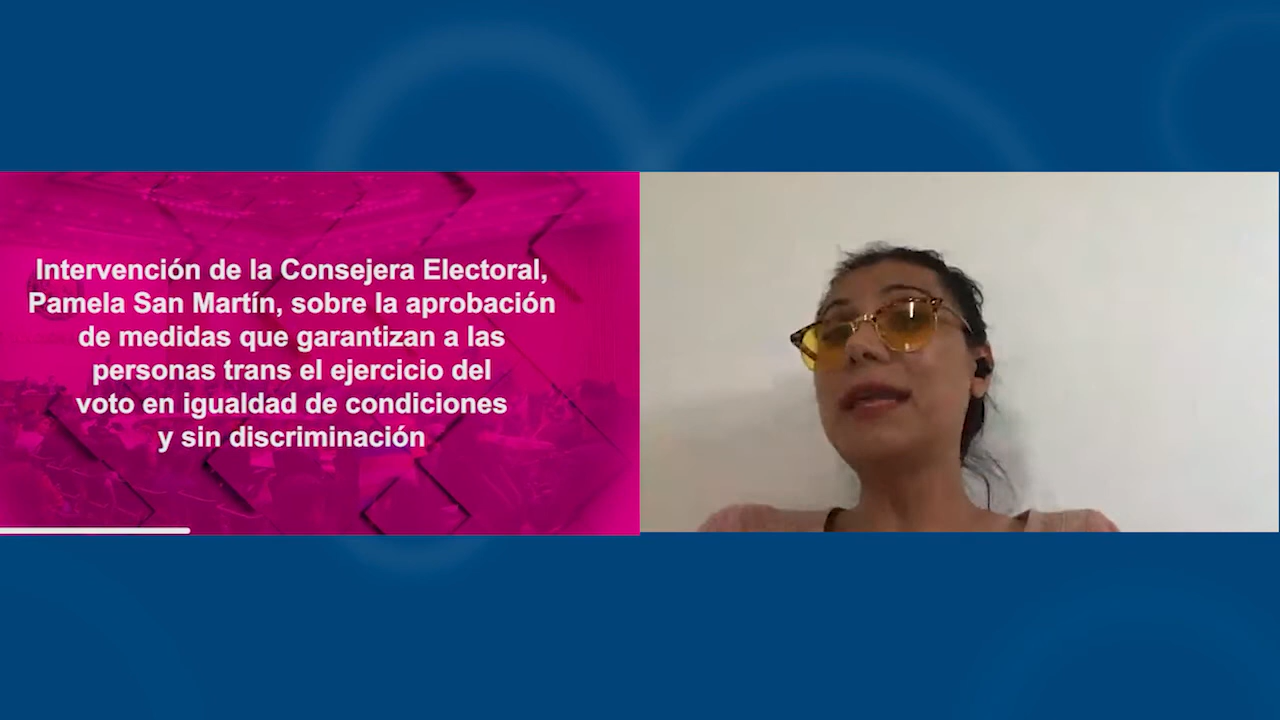 Intervención de la Consejera Electoral,
Pamela San Martín, sobre la aprobación
de medidas que garantizan a las
personas trans el ejercicio del
voto en igualdad de condiciones
y sin discriminación